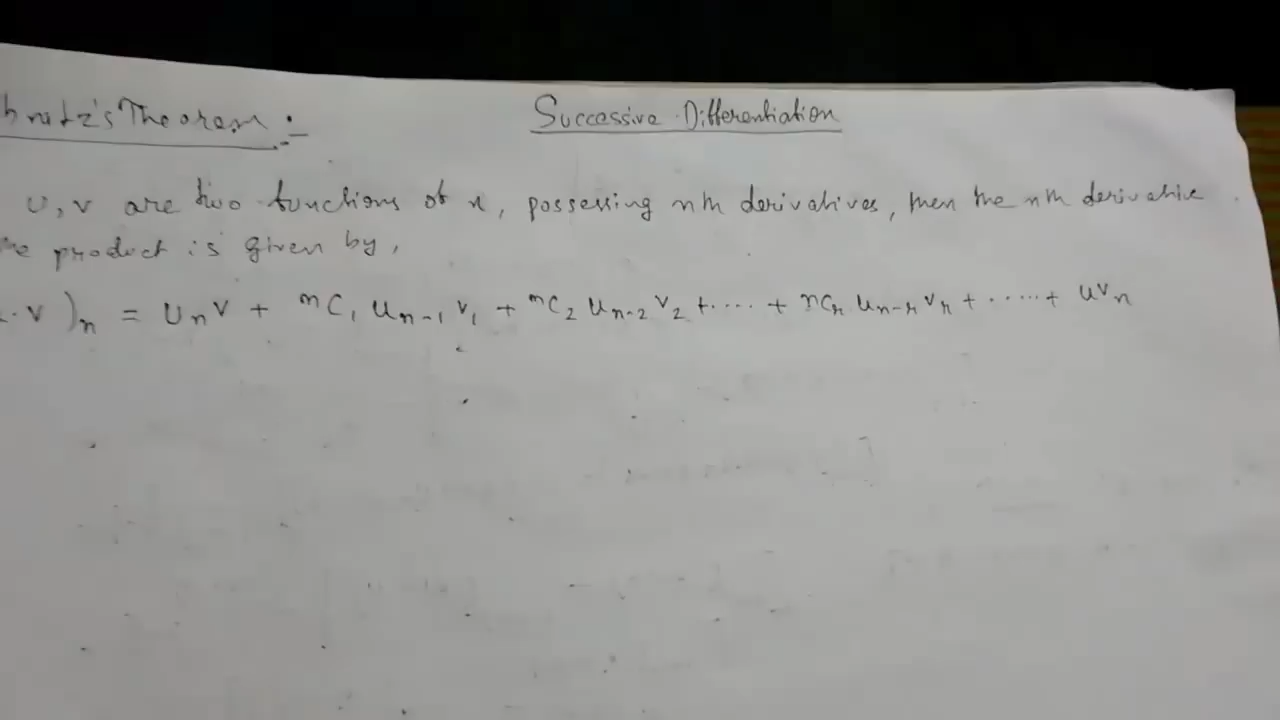 bnitz's Theorem :- Successive Differentiation
U, V are two functions of x, possessing nth derivatives, then the nth derivative
he product is given by,
. V )n = UnV + nC1 Un-1 V1 + nC2 Un-2 V2 + ..... + nCr Un-r Vr + ...... + UVn